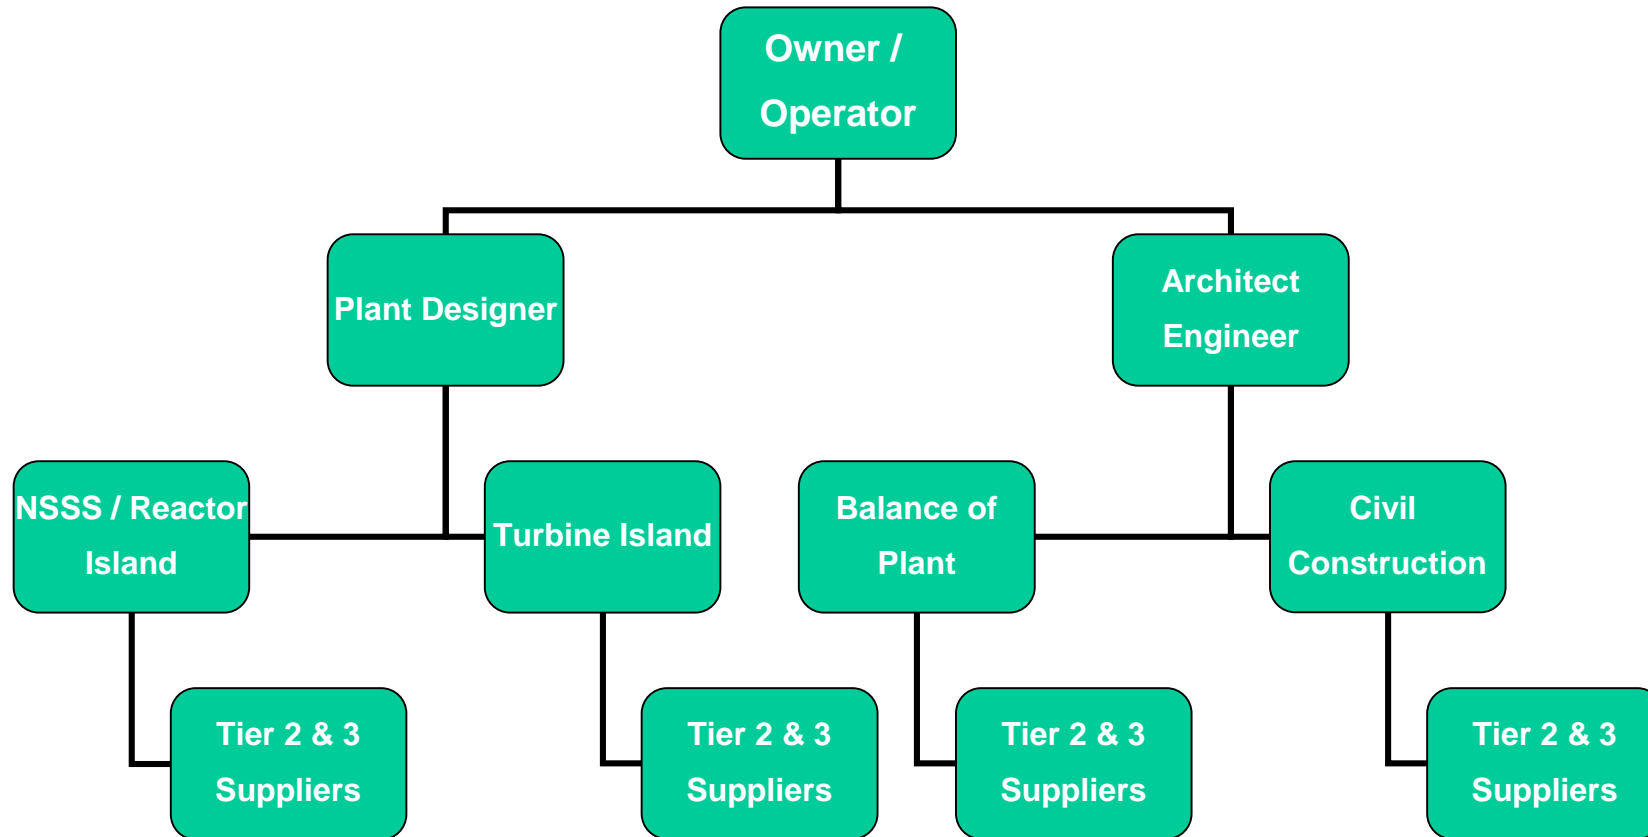 Owner /
Operator
Plant Designer
Architect
Engineer
NSSS / Reactor
Island
Turbine Island
Balance of
Plant
Civil
Construction
Tier 2 & 3
Suppliers
Tier 2 & 3
Suppliers
Tier 2 & 3
Suppliers
Tier 2 & 3
Suppliers